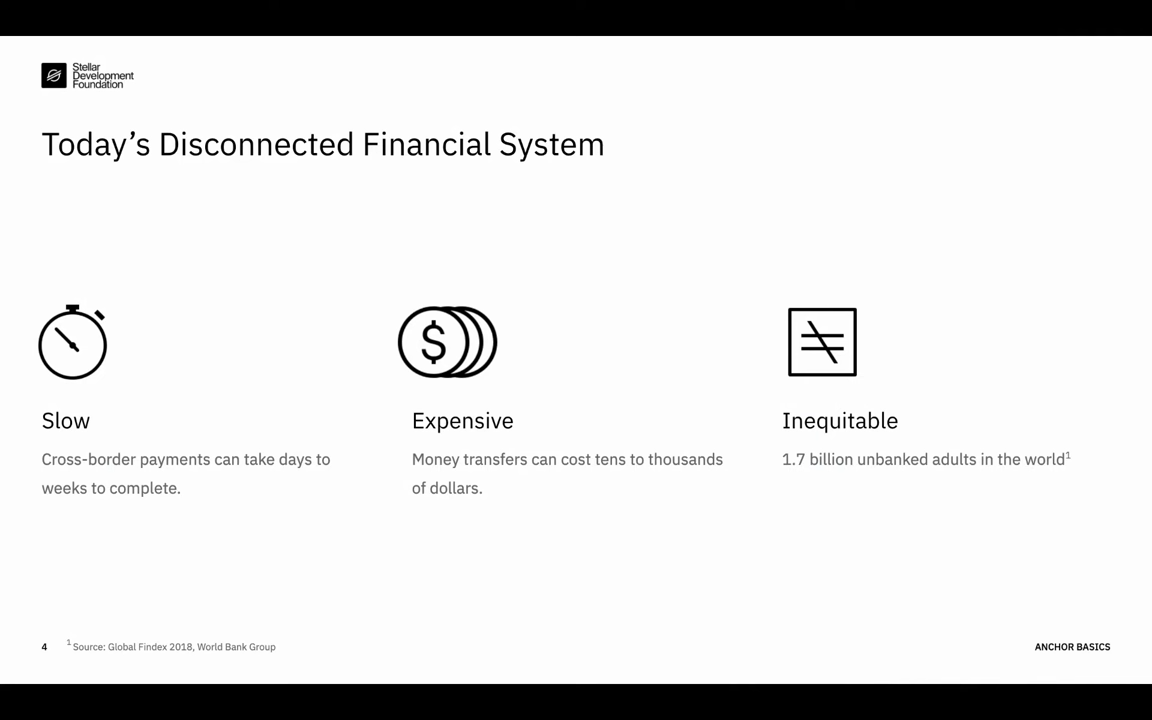 Stellar
Development
Foundation
Today’s Disconnected Financial System
$
Slow
Cross-border payments can take days to
weeks to complete.
Expensive
Money transfers can cost tens to thousands
of dollars.
Inequitable
1.7 billion unbanked adults in the world¹
4
¹ Source: Global Findex 2018, World Bank Group
ANCHOR BASICS